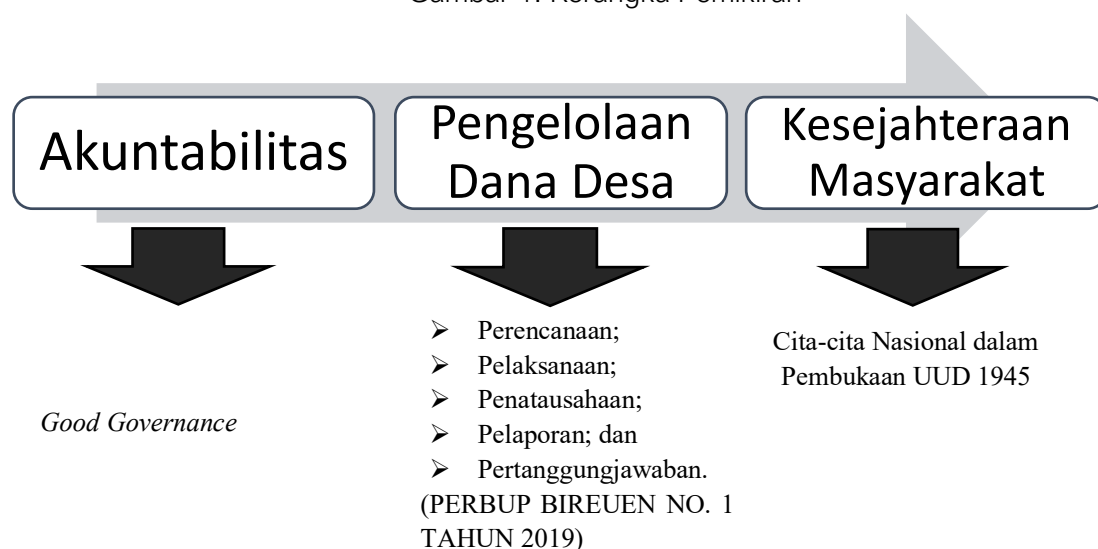 Gambar 1. Kerangka Pemikiran
Akuntabilitas
Pengelolaan
Dana Desa
Kesejahteraan
Masyarakat
Good Governance
➢ Perencanaan;
➢ Pelaksanaan;
➢ Penatausahaan;
➢ Pelaporan; dan
➢ Pertanggungjawaban.
(PERBUP BIREUEN NO. 1
TAHUN 2019)
Cita-cita Nasional dalam
Pembukaan UUD 1945